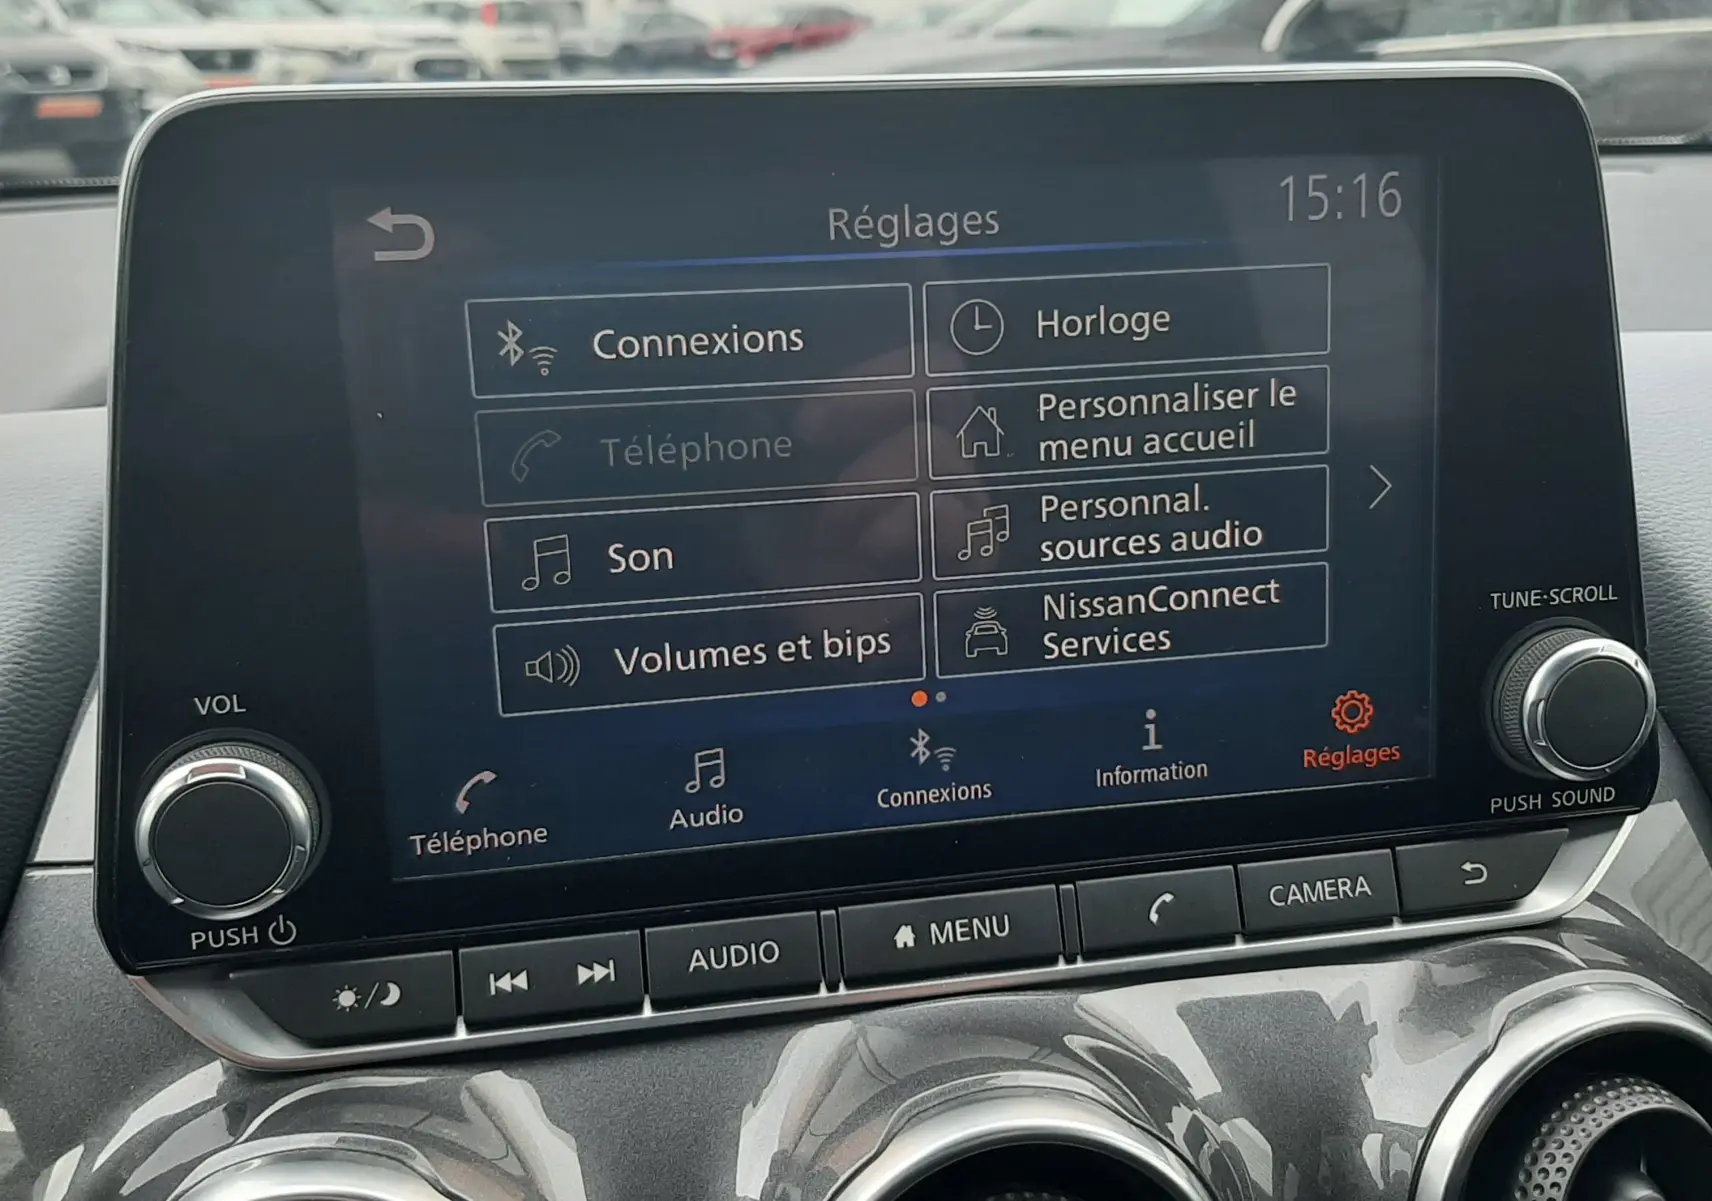 Réglages
15:16
Connexions
Horloge
Téléphone
Personnaliser le
menu accueil
Son
Personnal.
sources audio
Volumes et bips
NissanConnect
Services
Téléphone
Audio
Connexions
Information
Réglages
VOL
PUSH
TUNE·SCROLL
PUSH SOUND
AUDIO
MENU
CAMERA